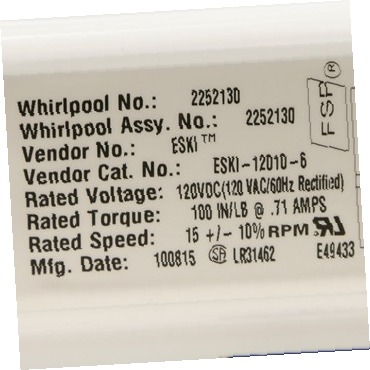 Whirlpool No.: 2252130
Whirlpool Assy. No.: 2252130
Vendor No.: ESKI™
Vendor Cat. No.: ESKI-12010-6
Rated Voltage: 120VDC(120 VAC/60Hz Rectified)
Rated Torque: 100 IN/LB @ .71 AMPS
Rated Speed: 15 +/- 10% RPM
Mfg. Date: 100815 SA LR31462 E49433
FSP®